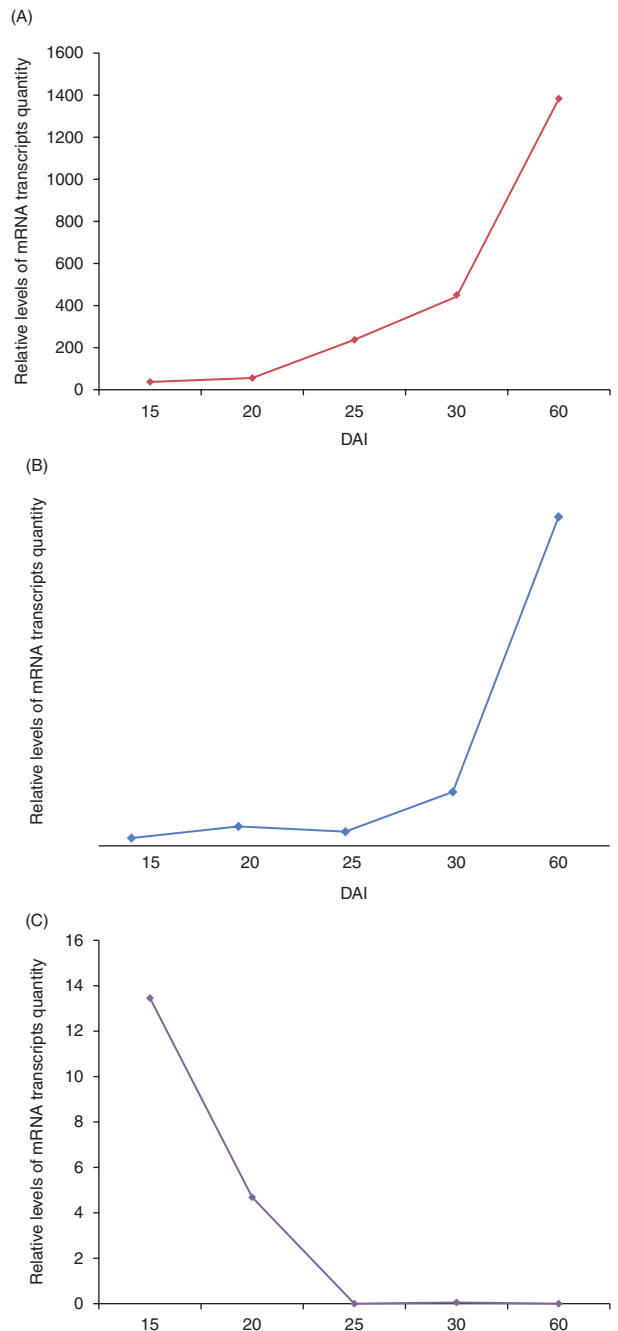 (A)
Relative levels of mRNA transcripts quantity
1600
1400
1200
1000
800
600
400
200
0
15 20 25 30 60
DAI
(B)
Relative levels of mRNA transcripts quantity
15 20 25 30 60
DAI
(C)
Relative levels of mRNA transcripts quantity
16
14
12
10
8
6
4
2
0
15 20 25 30 60